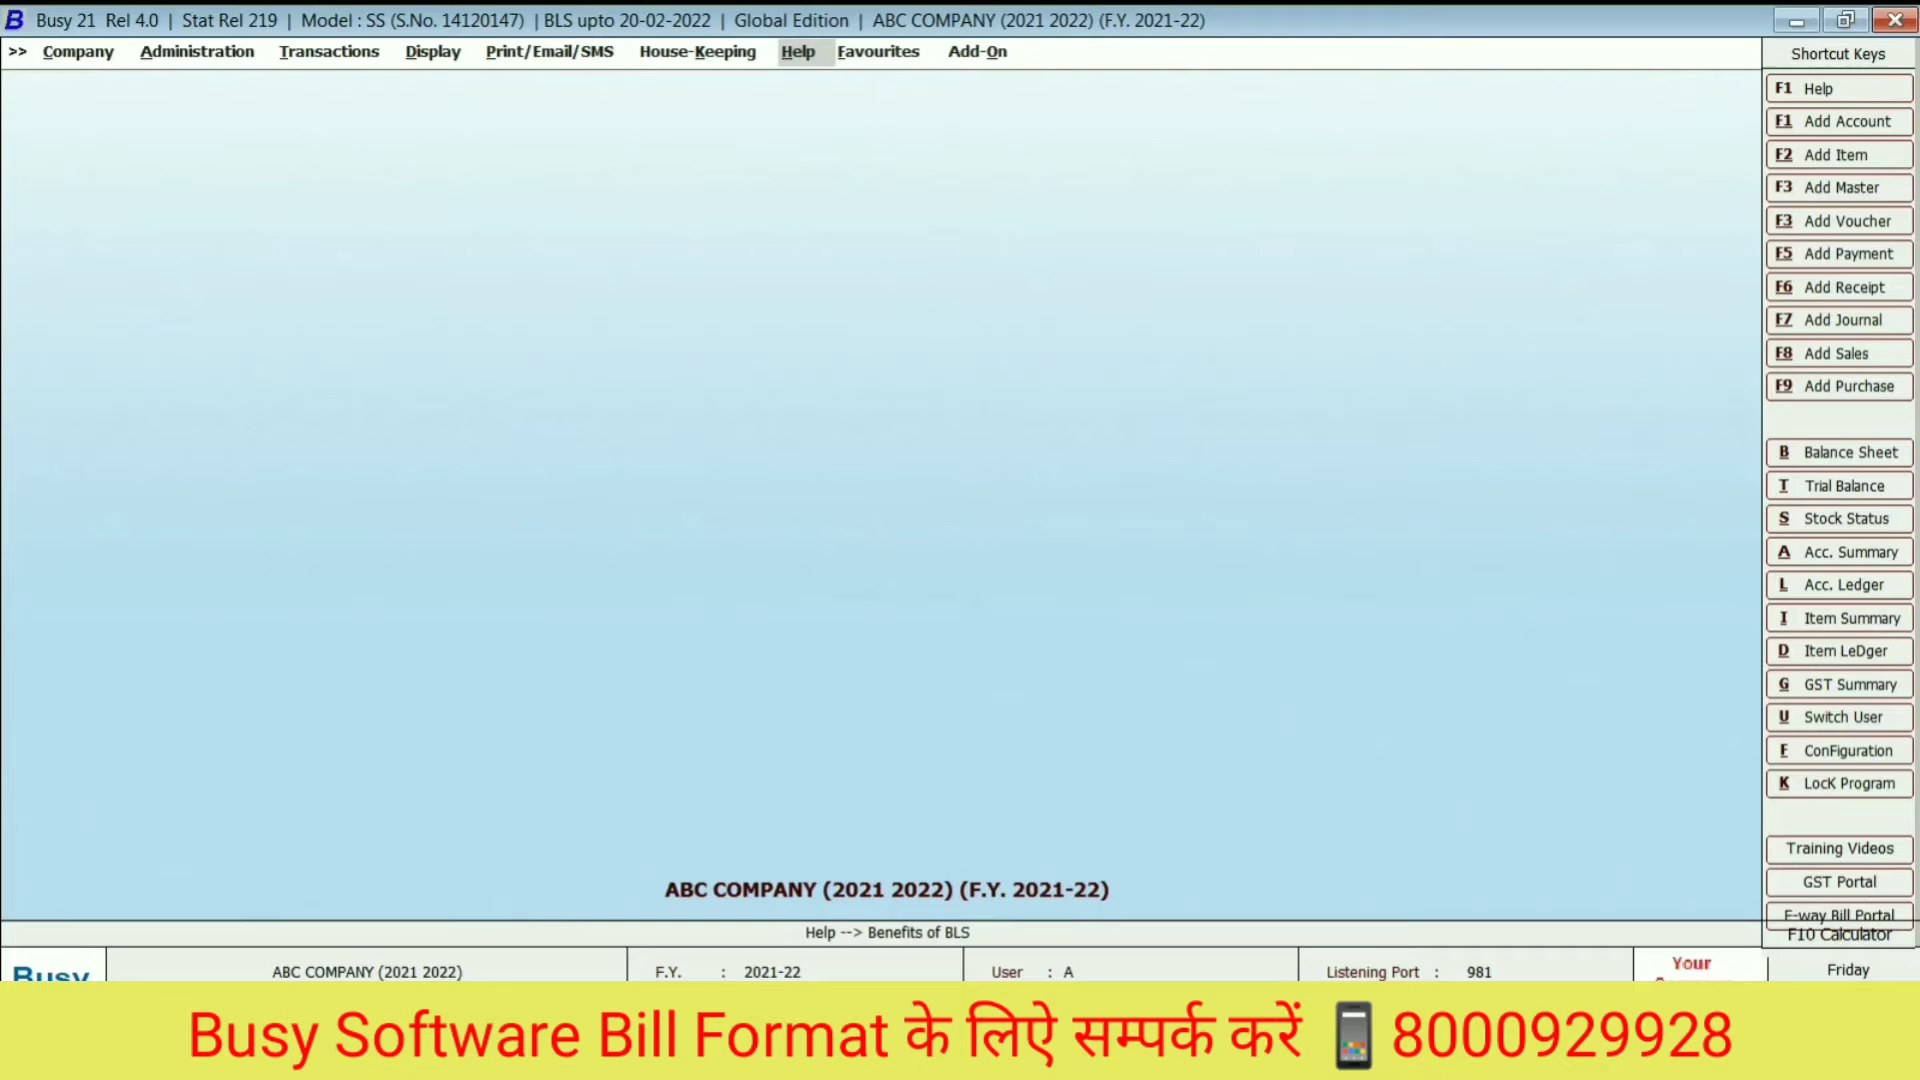 B Busy 21 Rel 4.0 | Stat Rel 219 | Model : SS (S.No. 14120147) | BLS upto 20-02-2022 | Global Edition | ABC COMPANY (2021 2022) (F.Y. 2021-22)
>> Company Administration Transactions Display Print/Email/SMS House-Keeping Help Favourites Add-On
Shortcut Keys
F1 Help
F1 Add Account
F2 Add Item
F3 Add Master
F3 Add Voucher
F5 Add Payment
F6 Add Receipt
F7 Add Journal
F8 Add Sales
F9 Add Purchase
B Balance Sheet
T Trial Balance
S Stock Status
A Acc. Summary
L Acc. Ledger
I Item Summary
D Item LeDger
G GST Summary
U Switch User
F ConFiguration
K LocK Program
Training Videos
GST Portal
E-way Bill Portal
F10 Calculator
ABC COMPANY (2021 2022) (F.Y. 2021-22)
Help --> Benefits of BLS
Busy ABC COMPANY (2021 2022) F.Y. : 2021-22 User : A Listening Port : 981 Your Friday
Busy Software Bill Format के लिऐ सम्पर्क करें 8000929928